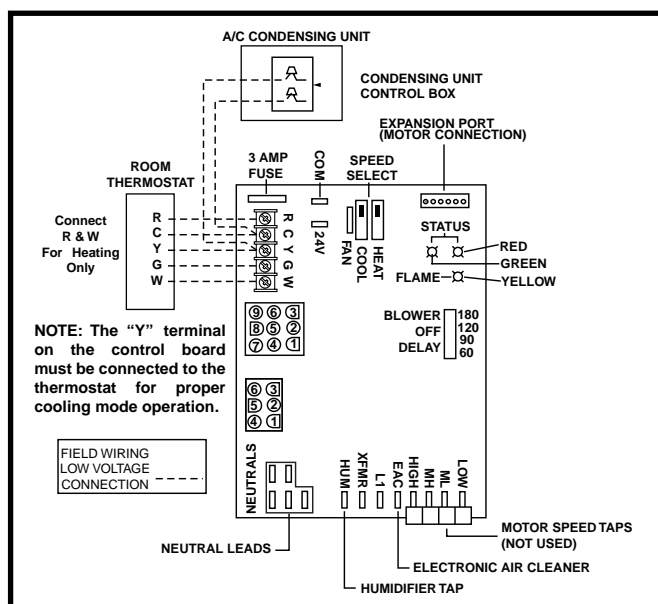 A/C CONDENSING UNIT
CONDENSING UNIT
CONTROL BOX
EXPANSION PORT
(MOTOR CONNECTION)
ROOM
THERMOSTAT
3 AMP
FUSE
COM
SPEED
SELECT
Connect
R & W
For Heating
Only
R
C
Y
G
W
R
C
Y
G
W
24V
FAN
COOL
HEAT
STATUS
RED
GREEN
FLAME
YELLOW
BLOWER
OFF
DELAY
180
120
90
60
NOTE: The “Y” terminal
on the control board
must be connected to the
thermostat for proper
cooling mode operation.
9 6 3
8 5 2
7 4 1
6 3
5 2
4 1
FIELD WIRING
LOW VOLTAGE
CONNECTION
NEUTRALS
HUM
XFMR
L1
EAC
HIGH
MH
ML
LOW
NEUTRAL LEADS
MOTOR SPEED TAPS
(NOT USED)
ELECTRONIC AIR CLEANER
HUMIDIFIER TAP